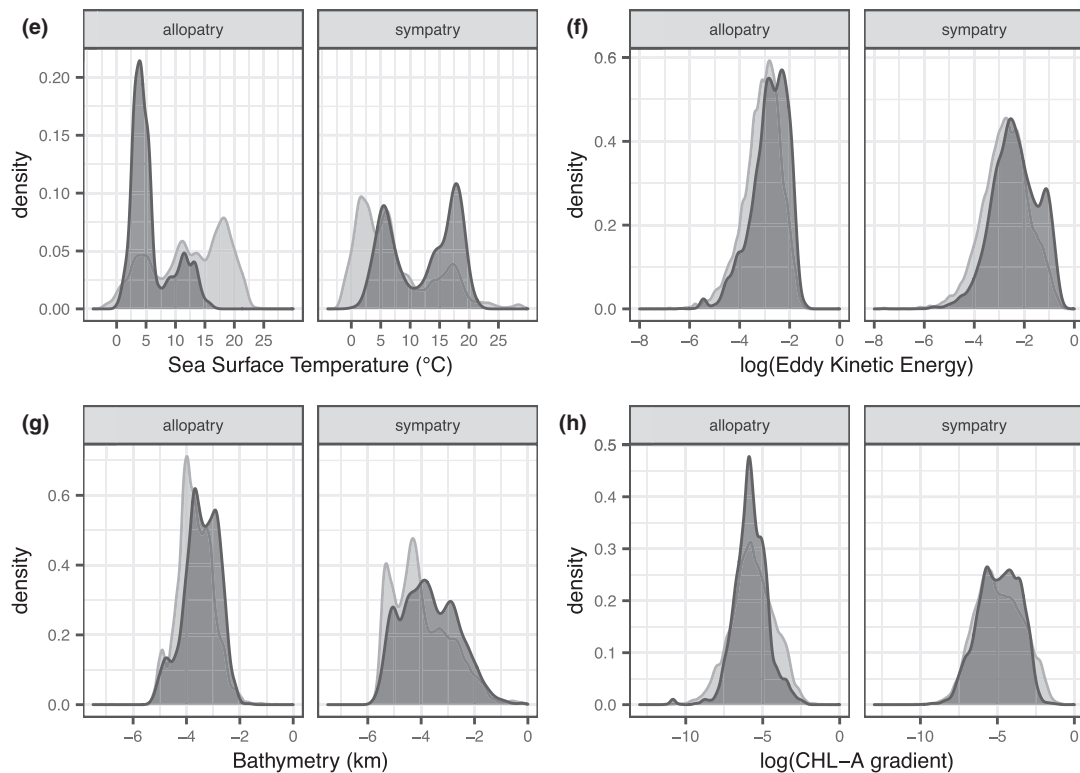 (e)
allopatry
sympatry
density
0.20
0.15
0.10
0.05
0.00
0 5 10 15 20 25
0 5 10 15 20 25
Sea Surface Temperature (°C)
(f)
allopatry
sympatry
density
0.6
0.4
0.2
0.0
−8 −6 −4 −2 0
−8 −6 −4 −2 0
log(Eddy Kinetic Energy)
(g)
allopatry
sympatry
density
0.6
0.4
0.2
0.0
−6 −4 −2 0
−6 −4 −2 0
Bathymetry (km)
(h)
allopatry
sympatry
density
0.5
0.4
0.3
0.2
0.1
0.0
−10 −5 0
−10 −5 0
log(CHL−A gradient)